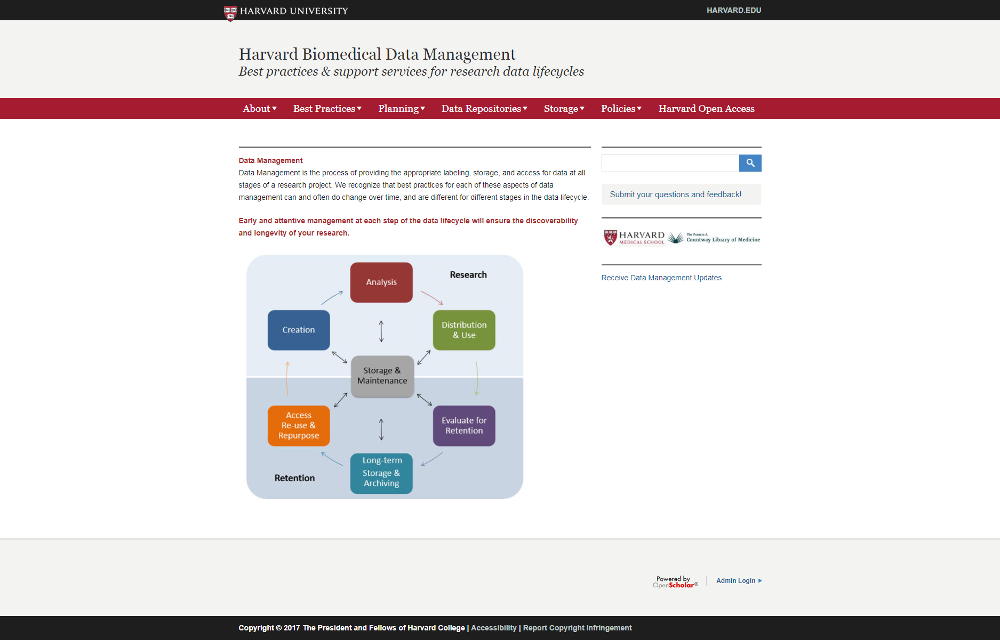 HARVARD UNIVERSITY
HARVARD.EDU
Harvard Biomedical Data Management
Best practices & support services for research data lifecycles
About
Best Practices
Planning
Data Repositories
Storage
Policies
Harvard Open Access
Data Management
Data Management is the process of providing the appropriate labeling, storage, and access for data at all
stages of a research project. We recognize that best practices for each of these aspects of data
management can and often do change over time, and are different for different stages in the data lifecycle.
Early and attentive management at each step of the data lifecycle will ensure the discoverability
and longevity of your research.
Research
Analysis
Creation
Distribution
& Use
Storage &
Maintenance
Access
Re-use &
Repurpose
Evaluate for
Retention
Long-term
Storage &
Archiving
Retention
Submit your questions and feedback!
HARVARD
MEDICAL SCHOOL
The Francis A.
Countway Library of Medicine
Receive Data Management Updates
Powered by
OpenScholar®
Admin Login
Copyright © 2017 The President and Fellows of Harvard College | Accessibility | Report Copyright Infringement